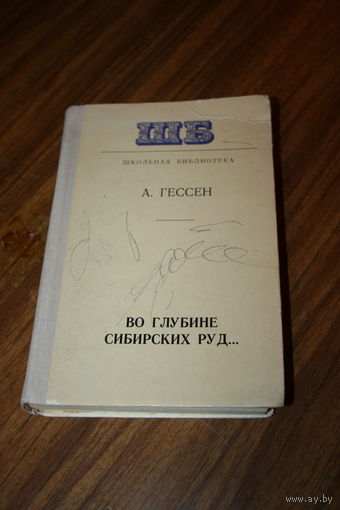 ШБ
ШКОЛЬНАЯ БИБЛИОТЕКА
А. ГЕССЕН
ВО ГЛУБИНЕ
СИБИРСКИХ РУД...
www.ay.by